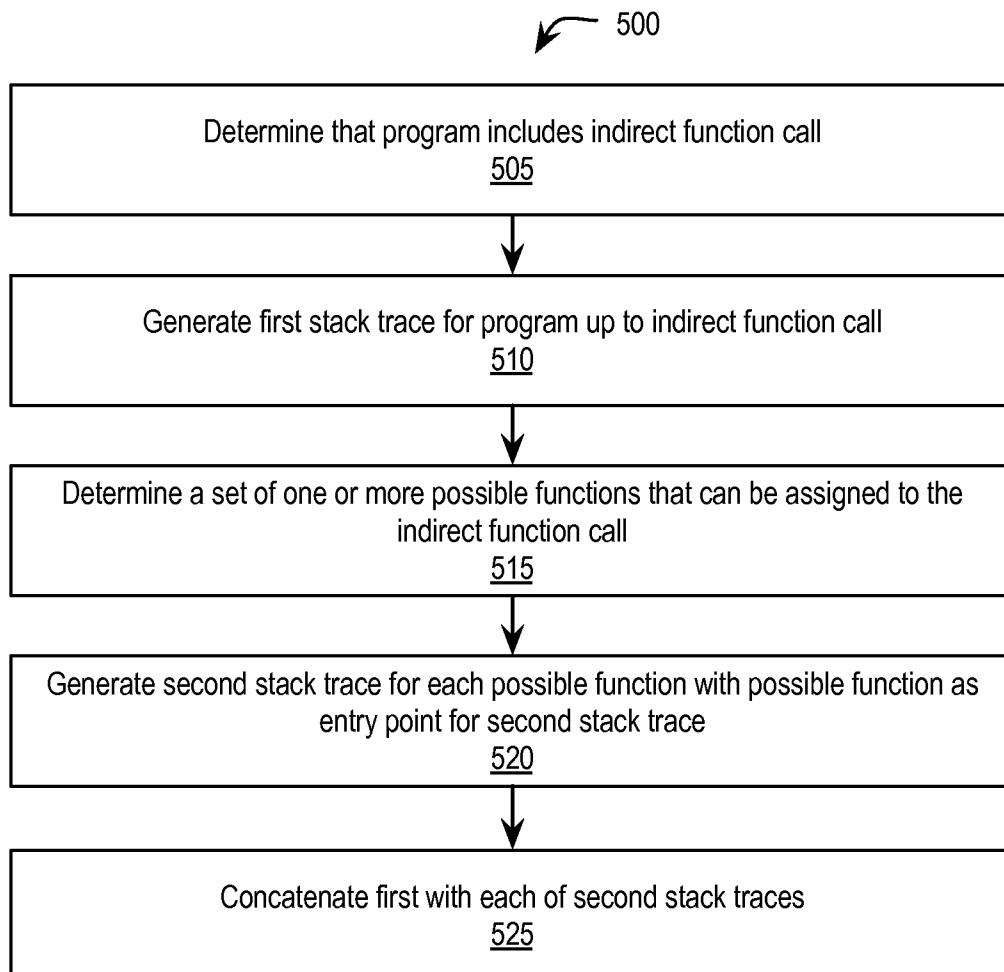 500
Determine that program includes indirect function call
505
Generate first stack trace for program up to indirect function call
510
Determine a set of one or more possible functions that can be assigned to the
indirect function call
515
Generate second stack trace for each possible function with possible function as
entry point for second stack trace
520
Concatenate first with each of second stack traces
525